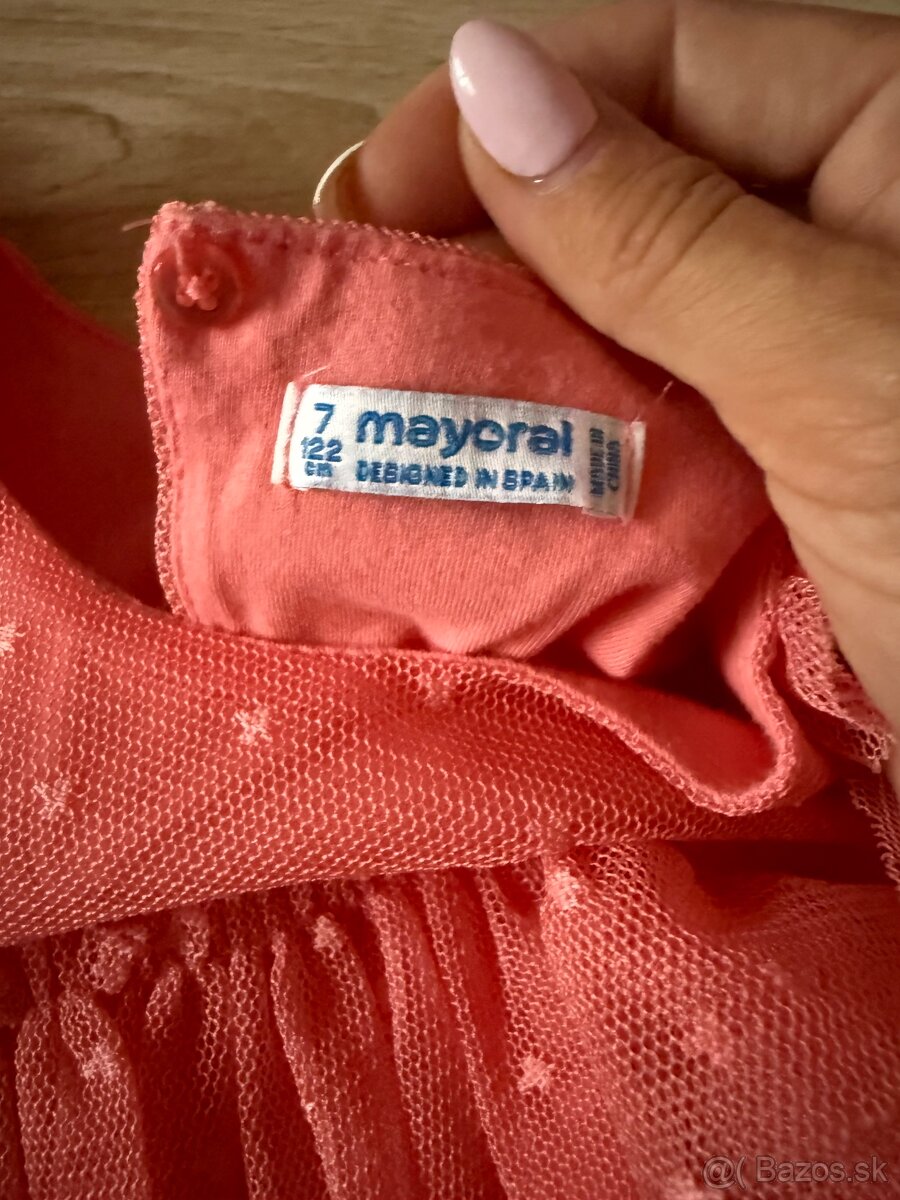 7
122
cm
mayoral
DESIGNED IN SPAIN
MADE IN
CHINA
@( Bazos.sk